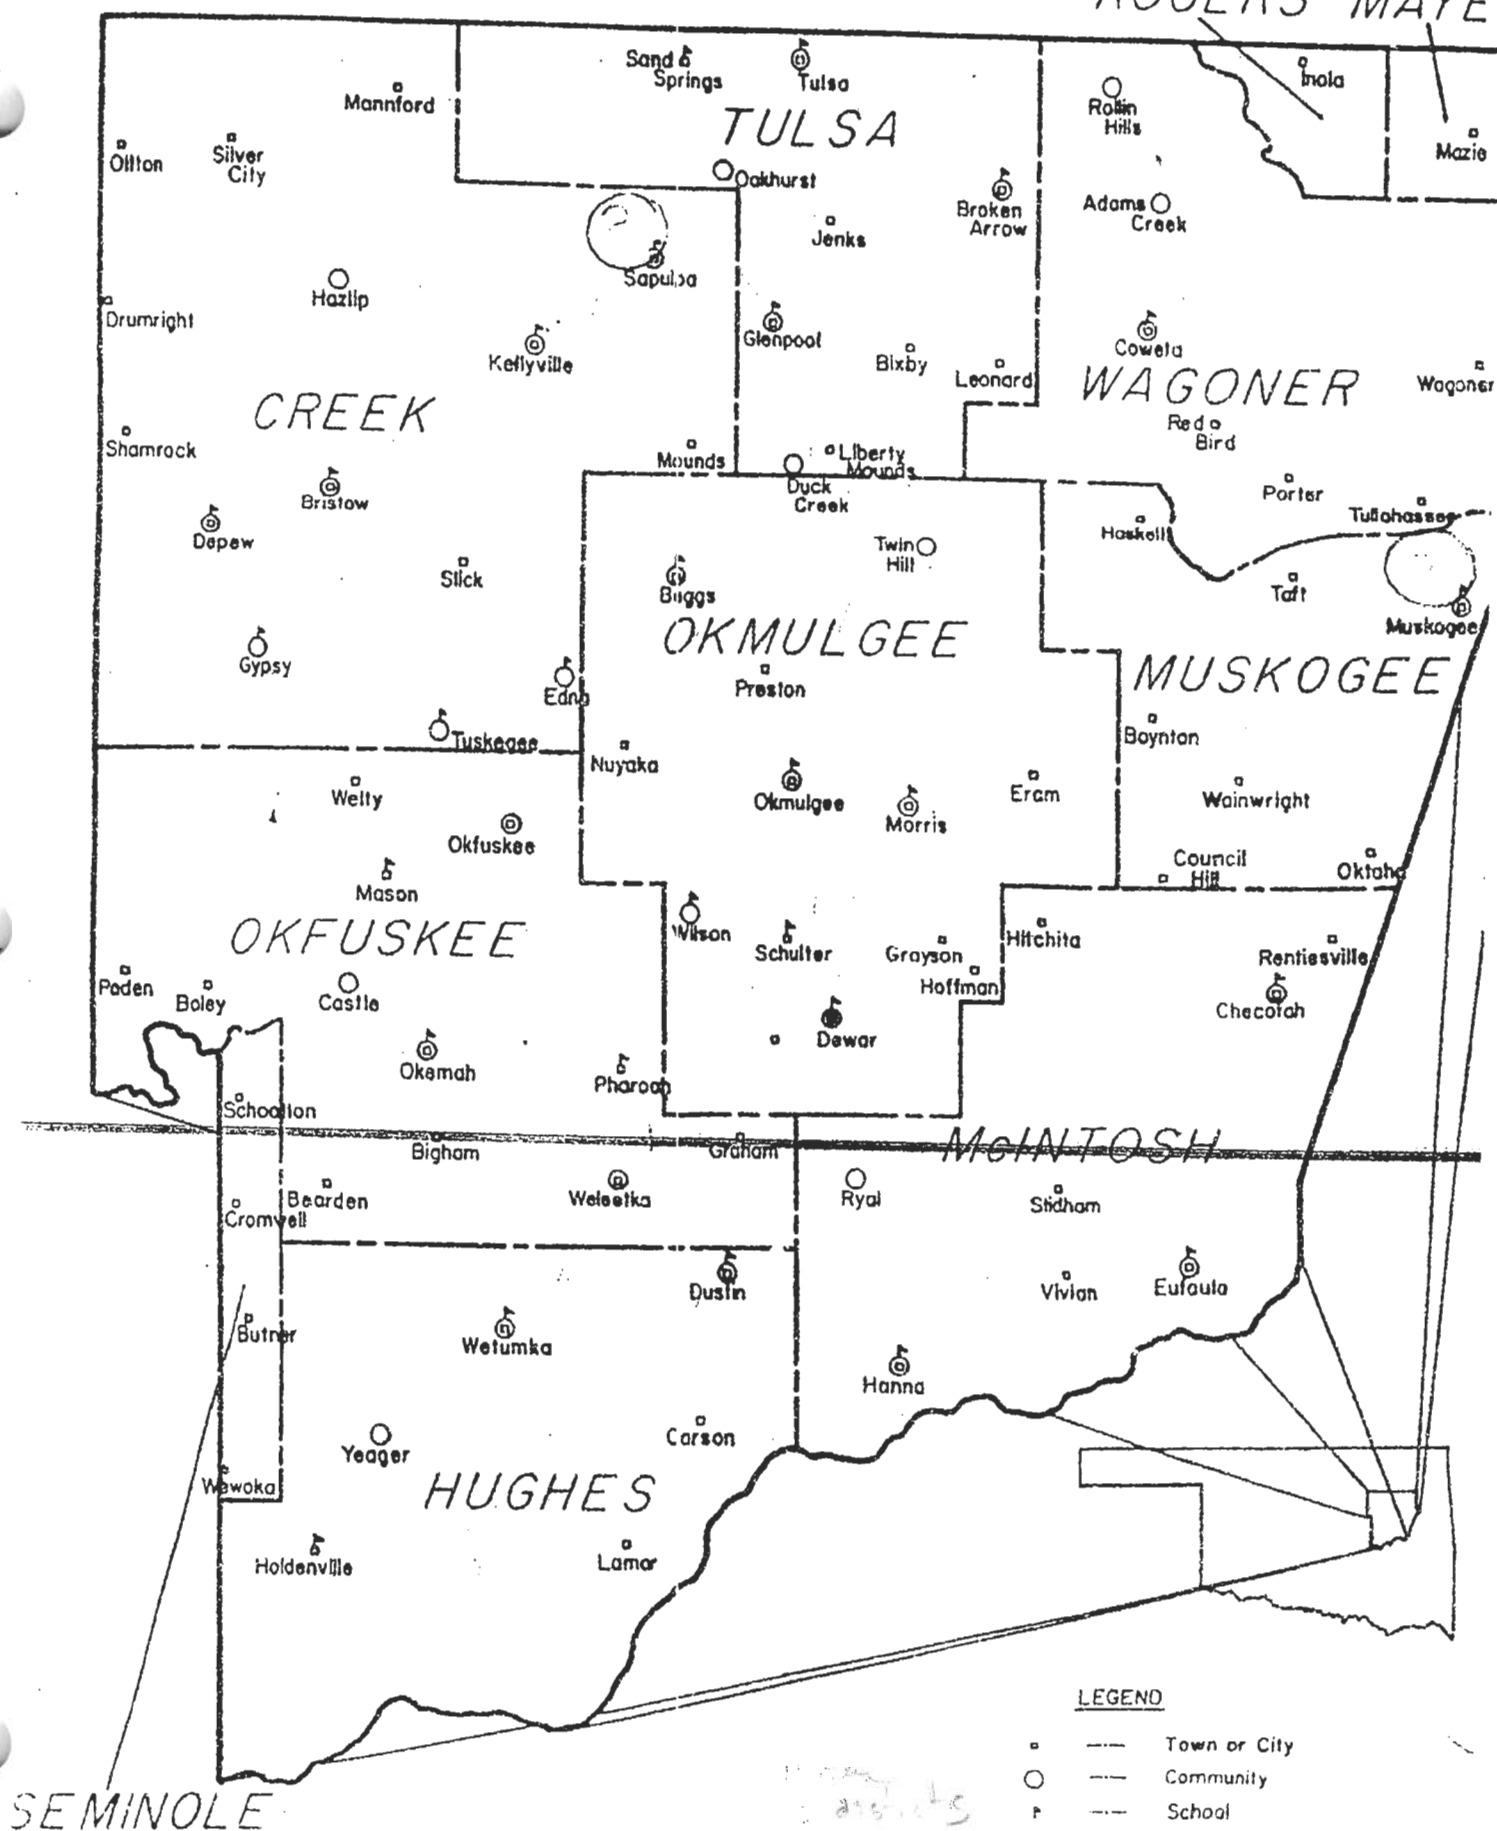 ROGERS MAYE
Sand
Springs
Tulsa
Inola
Mannford
Rollin
Hills
TULSA
Mazie
Oilton
Silver
City
Oakhurst
Broken
Arrow
Adams
Creek
Jenks
Sapulpa
Hazlip
Drumright
Glenpool
Kellyville
Bixby
Coweta
Leonard
Wagoner
CREEK
WAGONER
Red
Bird
Shamrock
Mounds
Liberty
Mounds
Duck
Creek
Porter
Bristow
Tullahassee
Depew
Haskell
Twin
Hill
Slick
Biggs
Taft
Muskogee
OKMULGEE
Gypsy
Preston
MUSKOGEE
Edna
Tuskegee
Boynton
Nuyaka
Welty
Okmulgee
Eram
Wainwright
Morris
Okfuskee
Council
Hill
Oktaha
Mason
OKFUSKEE
Wilson
Schulter
Grayson
Hitchita
Rentiesville
Hoffman
Paden
Boley
Castle
Checotah
Dewar
Okemah
Pharoah
Schoolton
McINTOSH
Bigham
Graham
Bearden
Weleetka
Ryal
Stidham
Cromwell
Dustin
Vivian
Eufaula
Butner
Wetumka
Hanna
Carson
Yeager
Wewoka
HUGHES
Holdenville
Lamar
LEGEND
Town or City
Community
School
SEMINOLE
districts